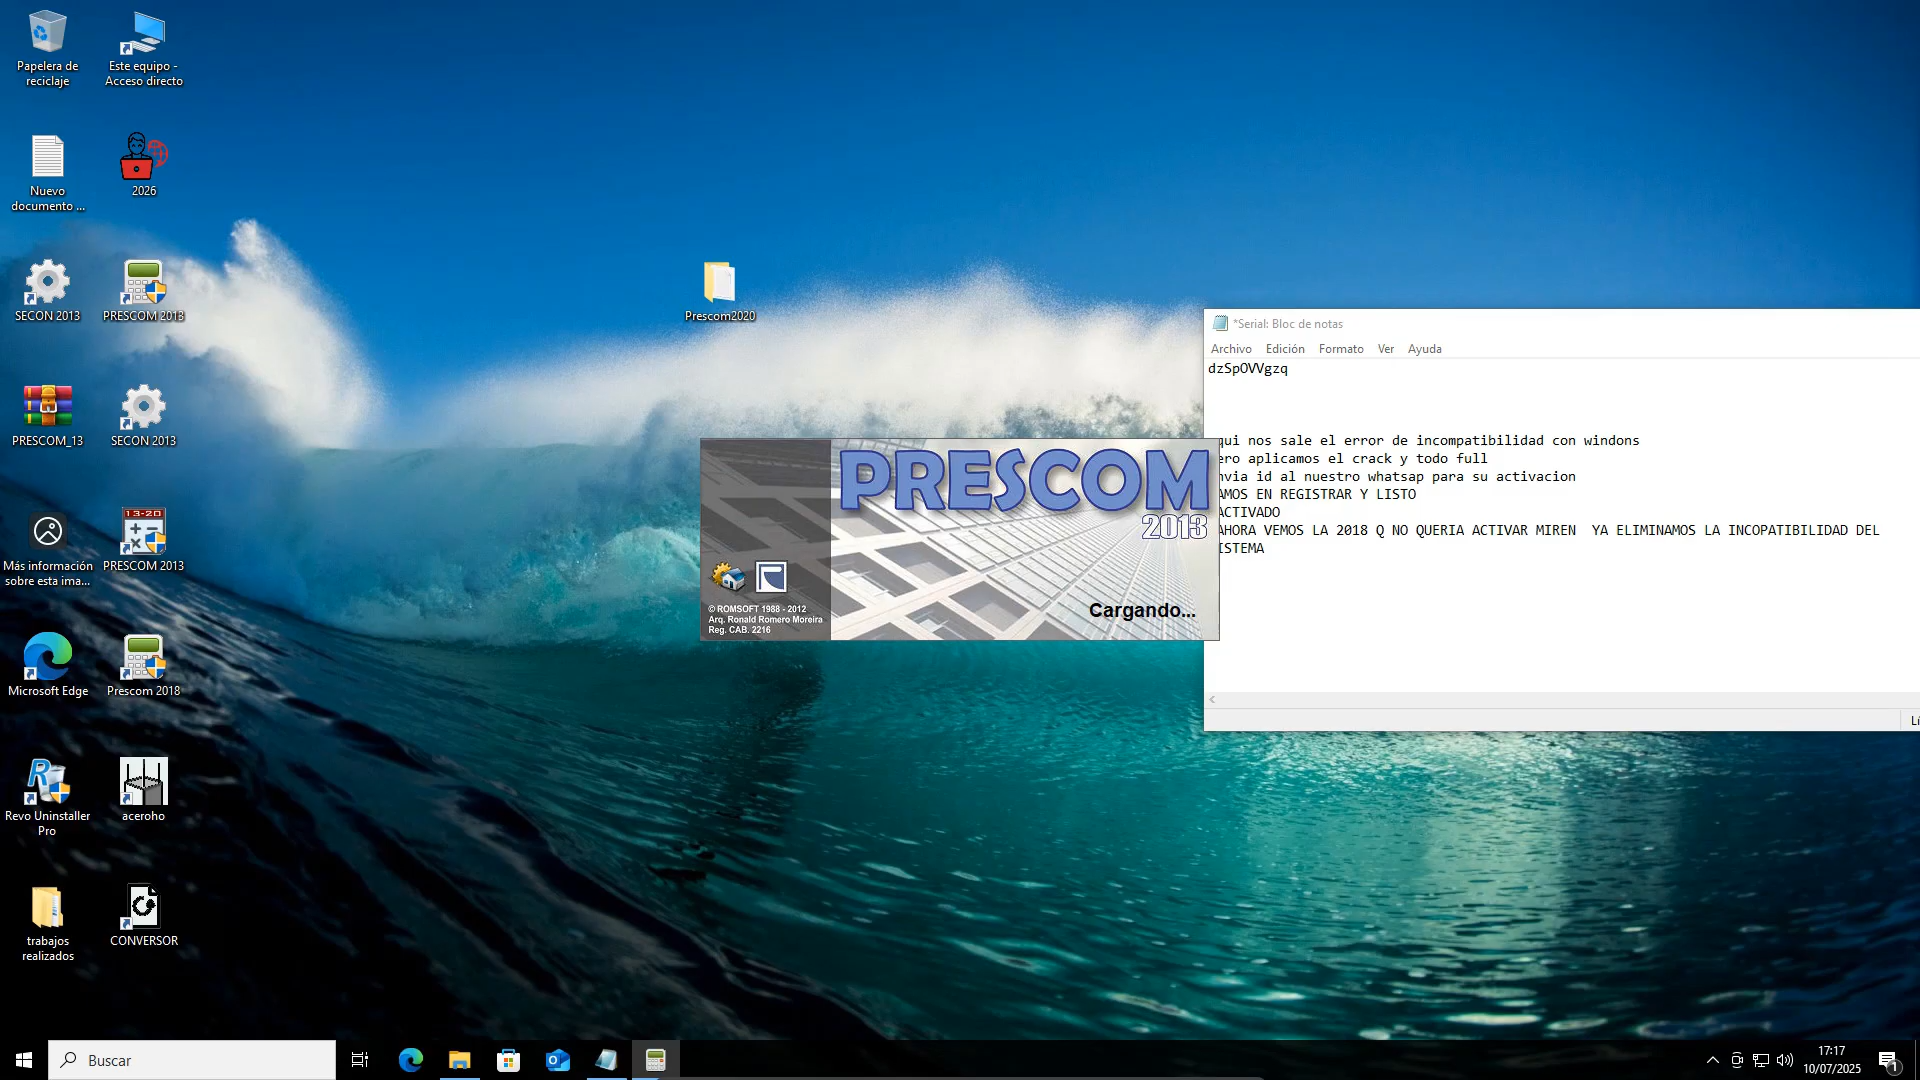 Papelera de
reciclaje
Este equipo -
Acceso directo
Nuevo
documento ...
2026
SECON 2013
PRESCOM 2013
PRESCOM_13
SECON 2013
Más información
sobre esta ima...
PRESCOM 2013
Microsoft Edge
Prescom 2018
Revo Uninstaller
Pro
aceroho
trabajos
realizados
CONVERSOR
Prescom2020
13-20
PRESCOM
2013
© ROMSOFT 1988 - 2012
Arq. Ronald Romero Moreira
Reg. CAB. 2216
Cargando...
*Serial: Bloc de notas
Archivo Edición Formato Ver Ayuda
dzSpOVVgzq
qui nos sale el error de incompatibilidad con windons
ero aplicamos el crack y todo full
nvia id al nuestro whatsap para su activacion
AMOS EN REGISTRAR Y LISTO
ACTIVADO
AHORA VEMOS LA 2018 Q NO QUERIA ACTIVAR MIREN  YA ELIMINAMOS LA INCOPATIBILIDAD DEL
ISTEMA
Buscar
17:17
10/07/2025
1